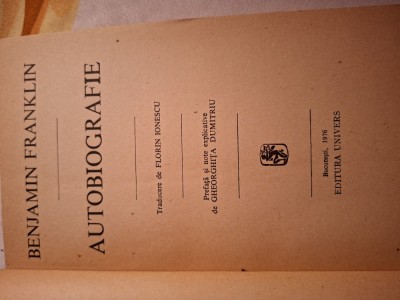 BENJAMIN FRANKLIN
AUTOBIOGRAFIE
Traducere de FLORIN IONESCU
Prefață și note explicative
de GHEORGHIȚA DUMITRIU
București, 1976
EDITURA UNIVERS